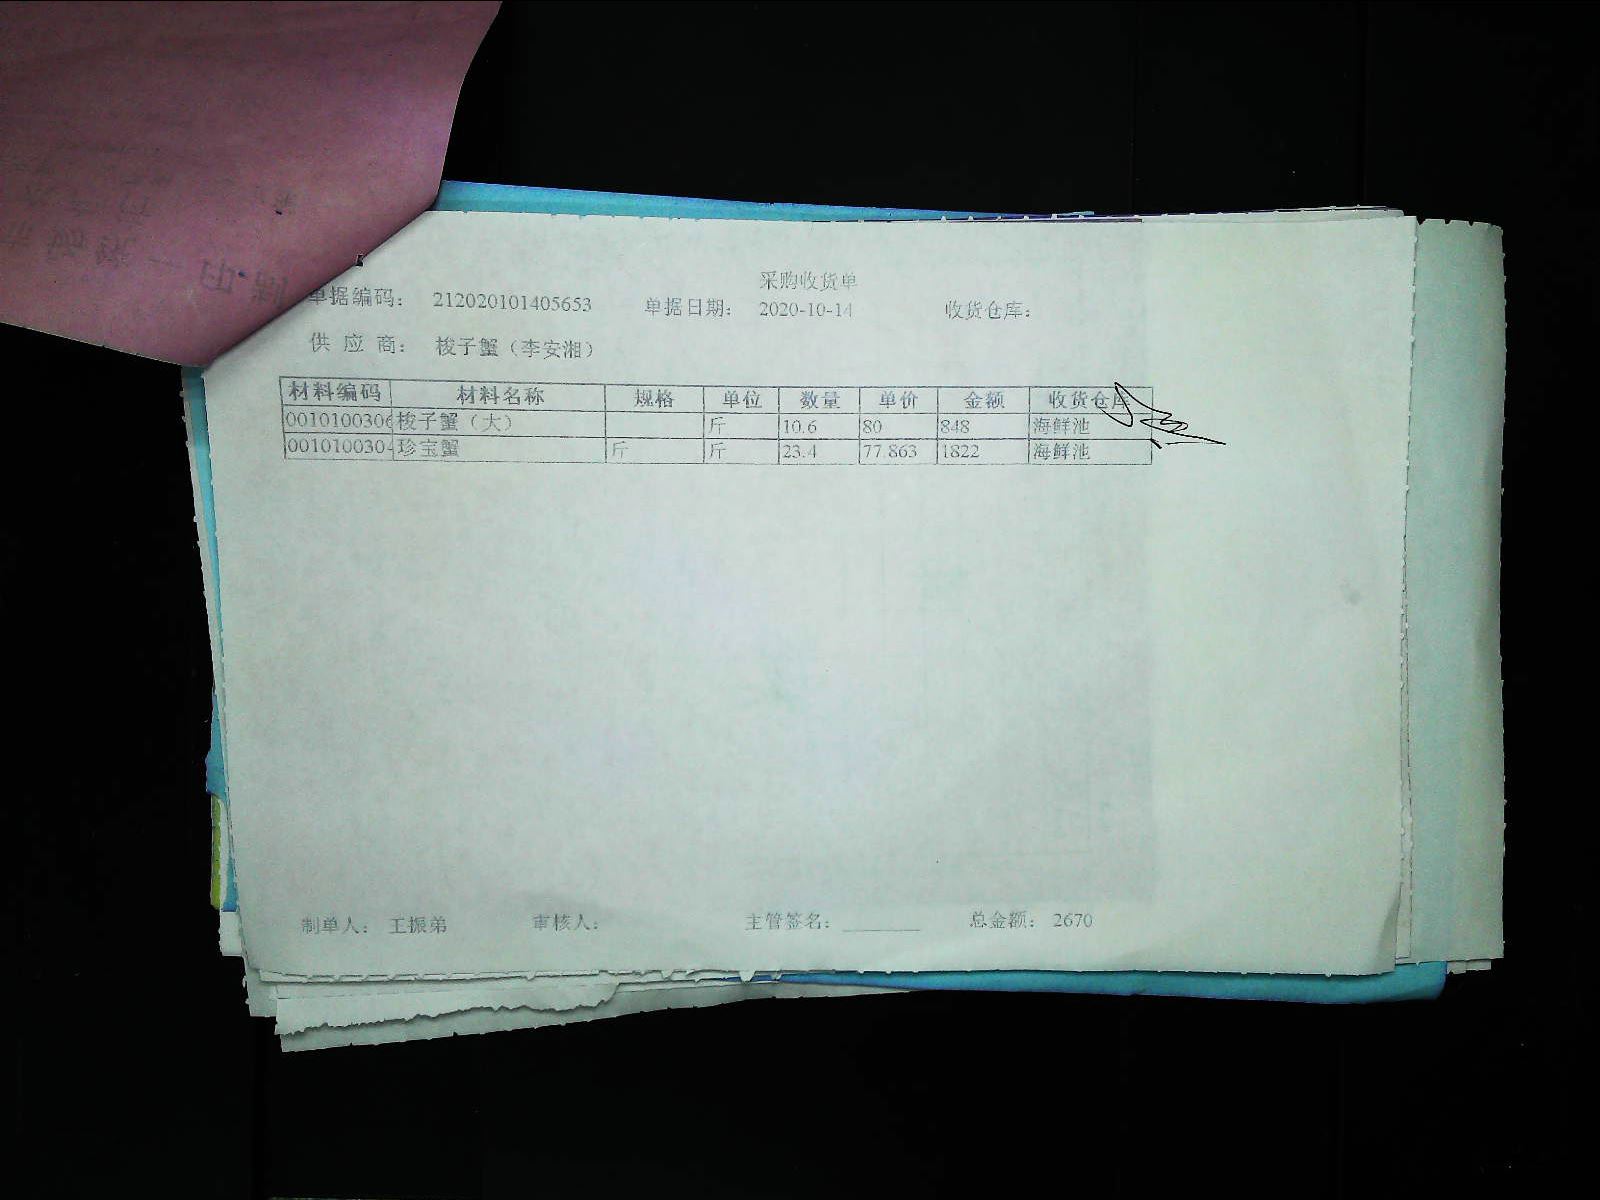 采购收货单
单据编码: 212020101405653 单据日期: 2020-10-14 收货仓库:
供 应 商: 梭子蟹（李安湘）
材料编码 材料名称 规格 单位 数量 单价 金额 收货仓库
0010100306 梭子蟹（大） 斤 10.6 80 848 海鲜池
001010030 珍宝蟹 斤 斤 23.4 77.863 1822 海鲜池
制单人: 王振弟 审核人: 主管签名: ________ 总金额: 2670